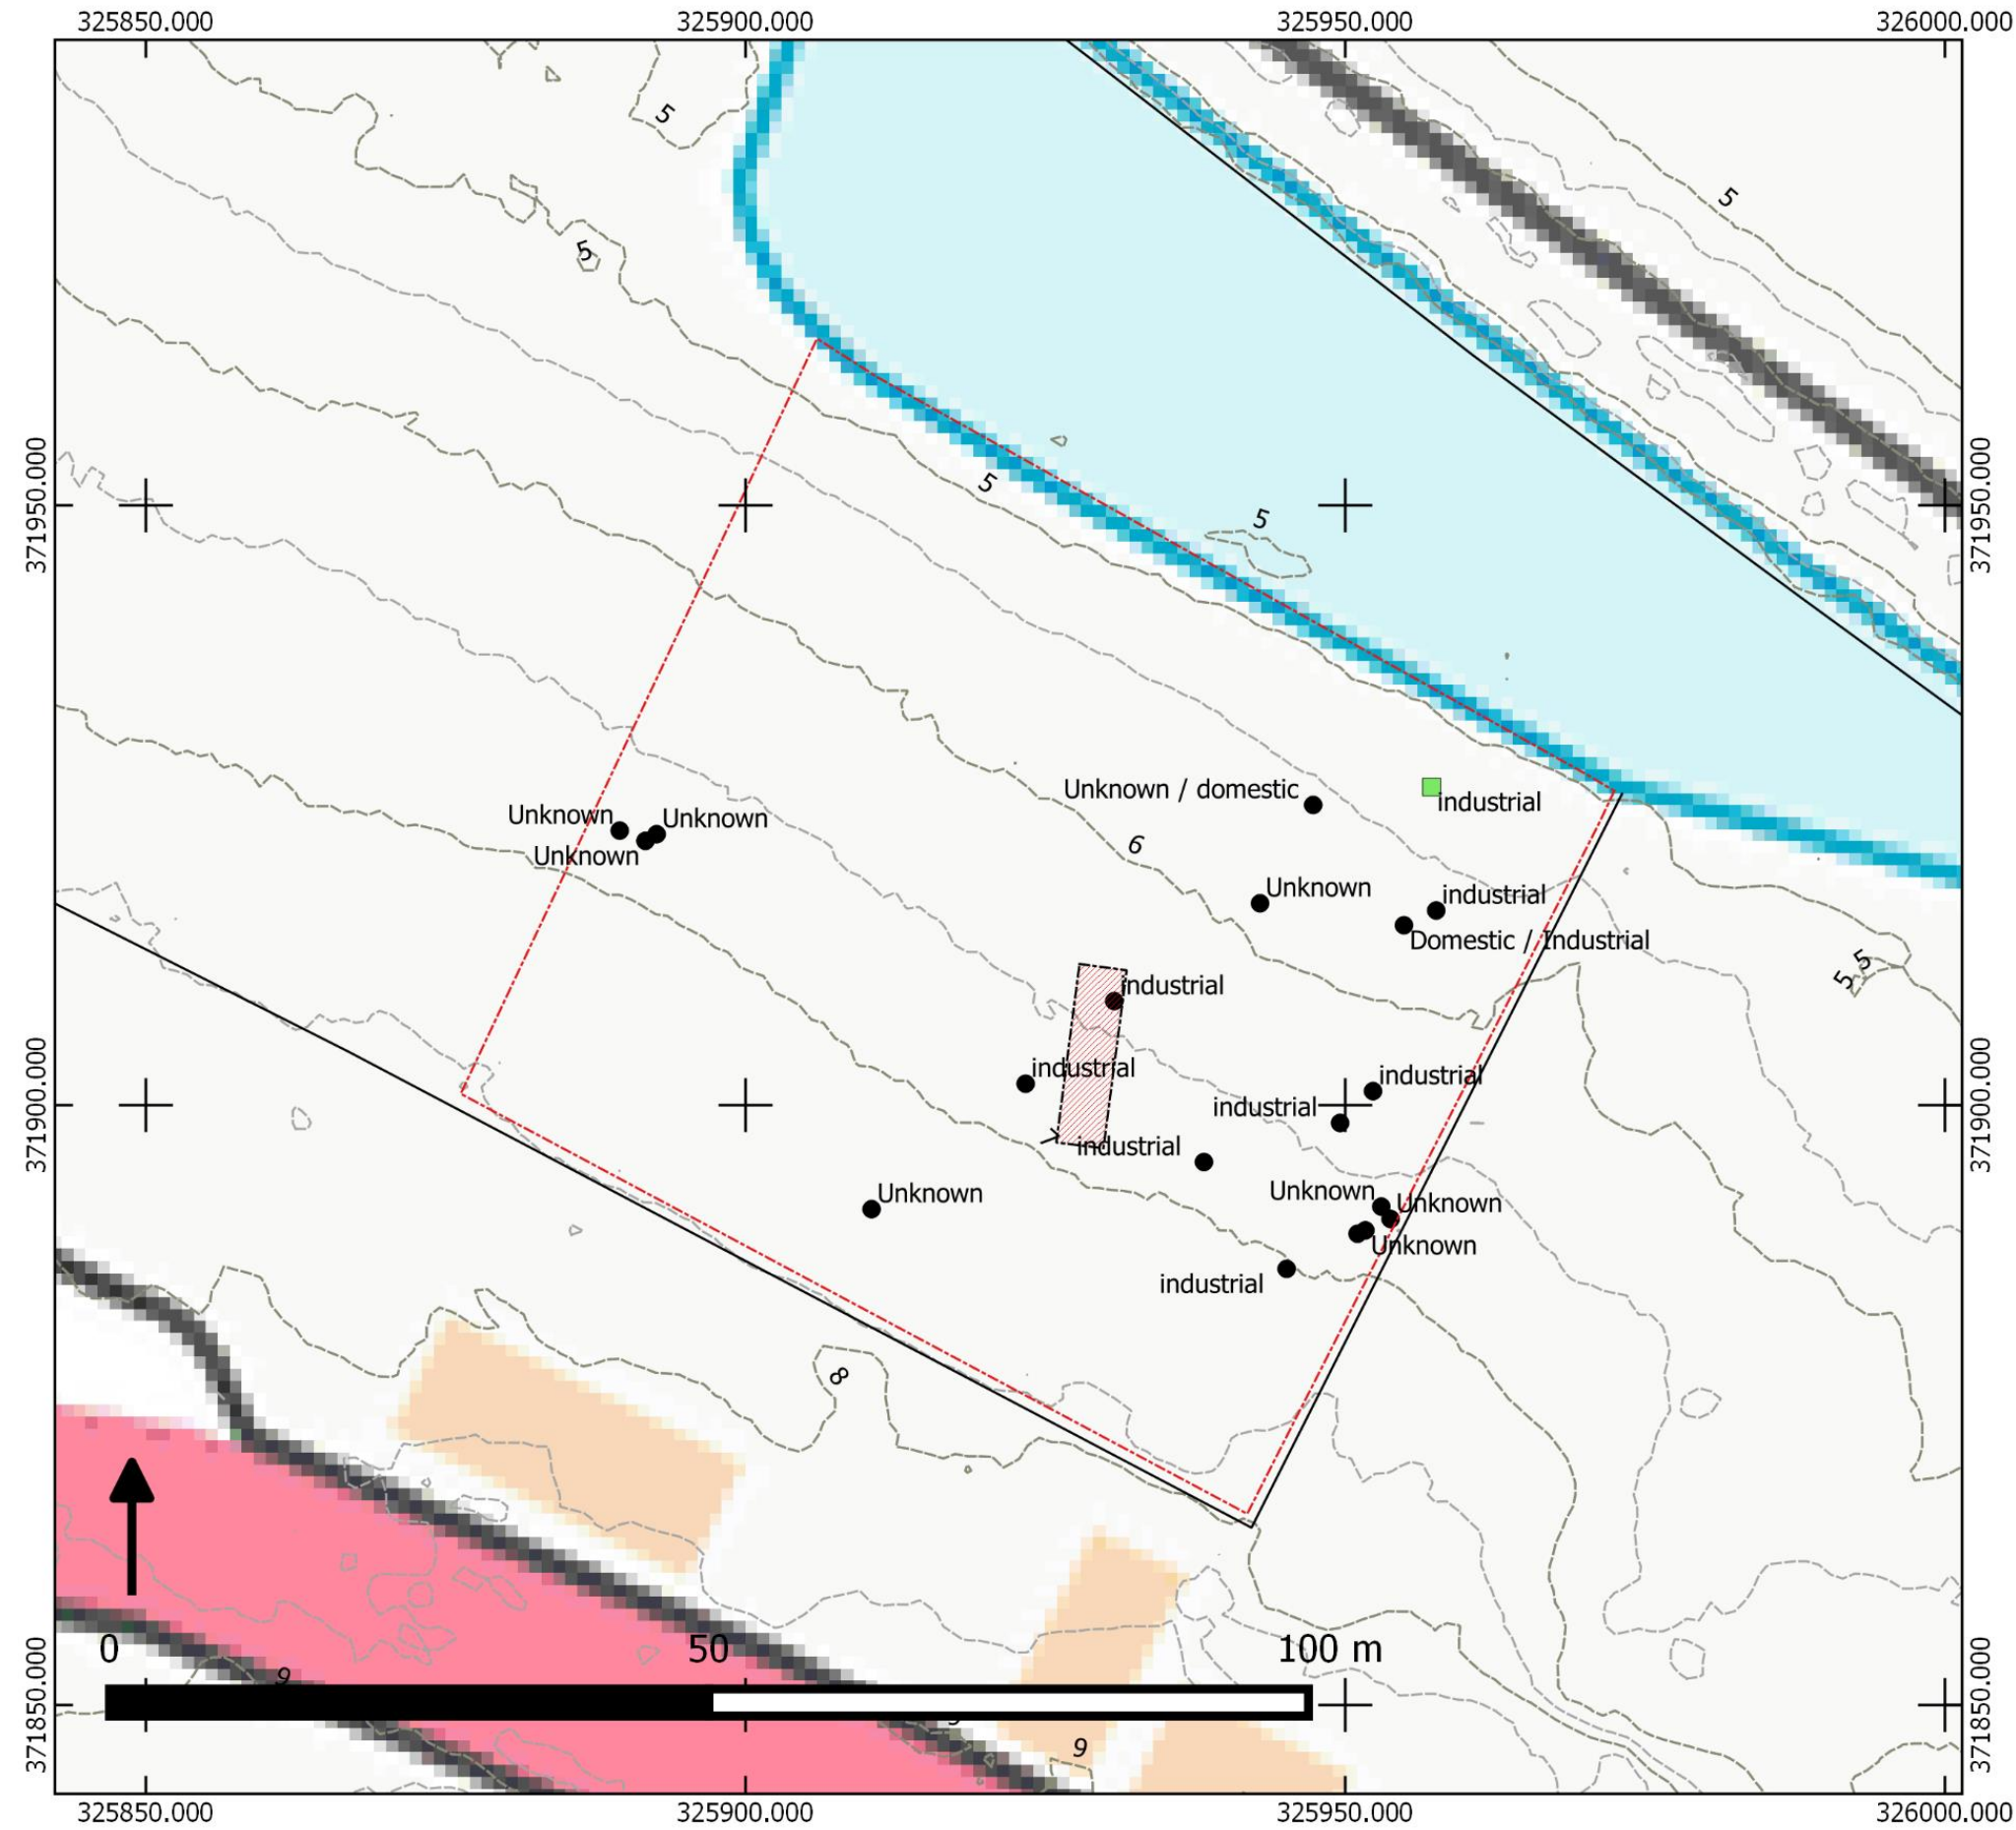 325850.000
325900.000
325950.000
326000.000
5
5
5
371950.000
371950.000
5
5
Unknown / domestic
industrial
Unknown
Unknown
Unknown
6
Unknown
industrial
Domestic / Industrial
5
5
industrial
industrial
industrial
371900.000
industrial
371900.000
7
industrial
Unknown
Unknown
Unknown
Unknown
industrial
8
0
50
100 m
9
371850.000
371850.000
9
325850.000
325900.000
325950.000
326000.000